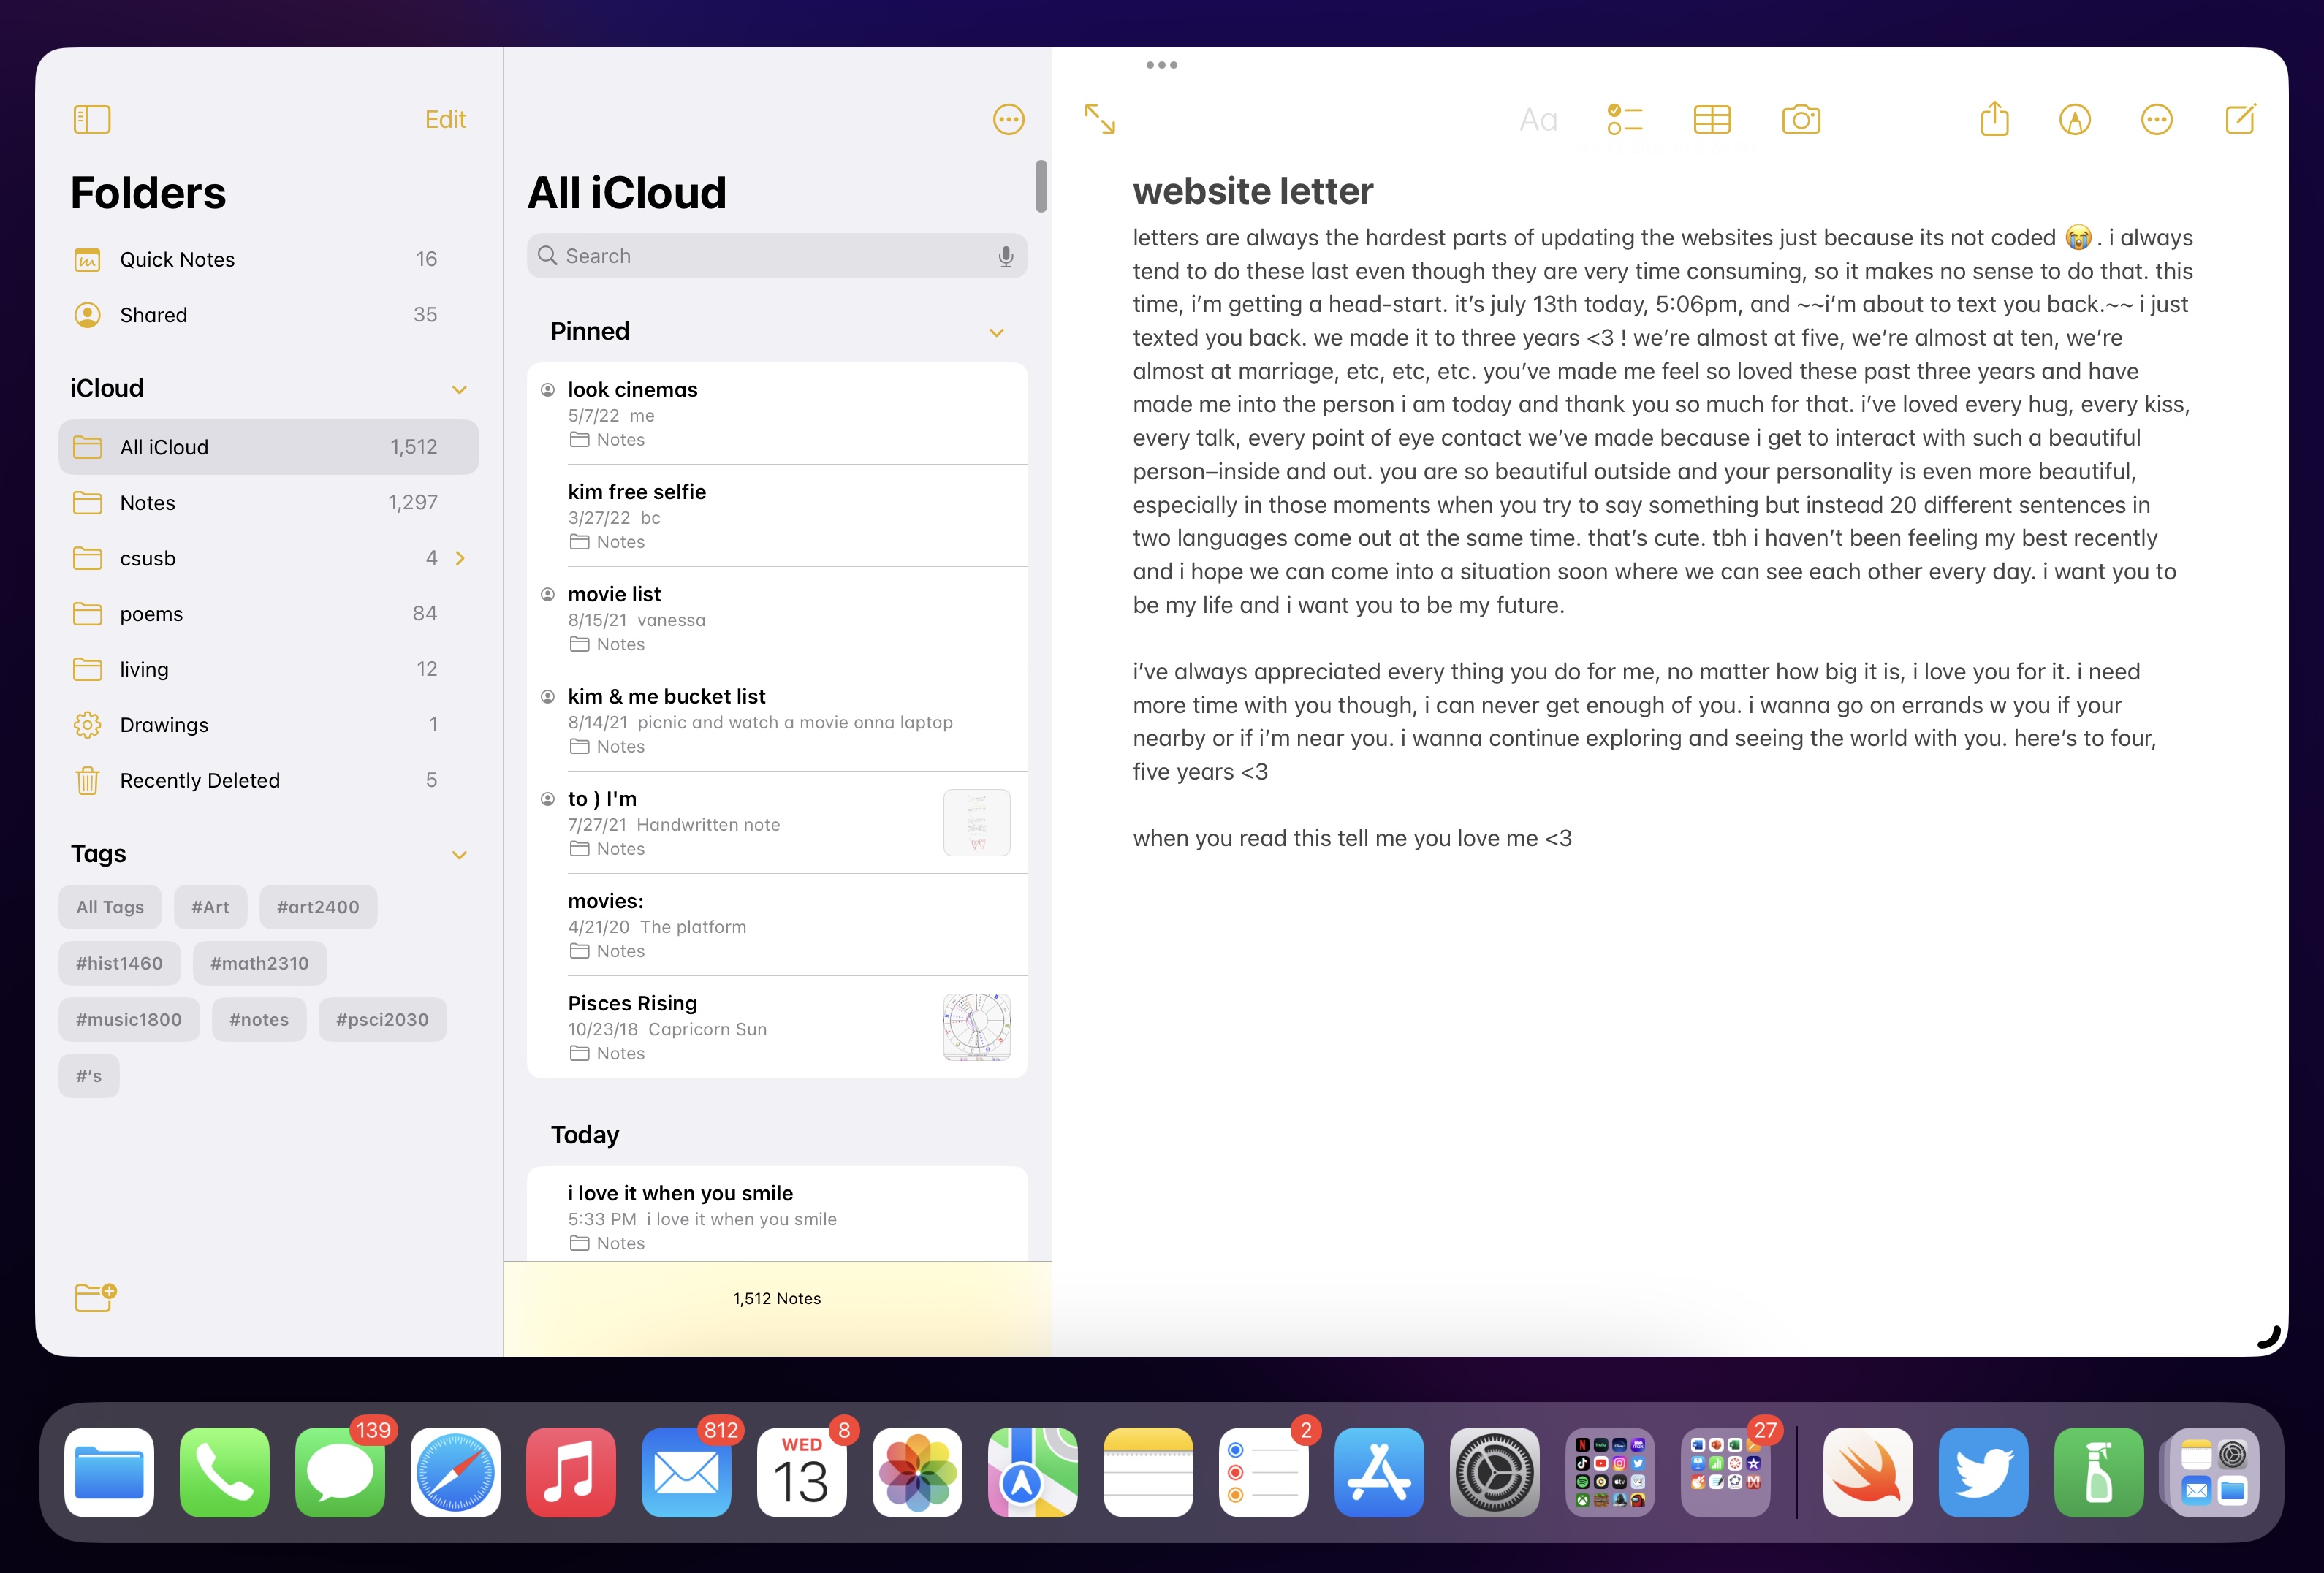 Edit
Folders
Quick Notes 16
Shared 35
iCloud
All iCloud 1,512
Notes 1,297
csusb 4
poems 84
living 12
Drawings 1
Recently Deleted 5
Tags
All Tags #Art #art2400
#hist1460 #math2310
#music1800 #notes #psci2030
#'s
All iCloud
Search
Pinned
look cinemas
5/7/22 me
Notes
kim free selfie
3/27/22 bc
Notes
movie list
8/15/21 vanessa
Notes
kim & me bucket list
8/14/21 picnic and watch a movie onna laptop
Notes
to ) I'm
7/27/21 Handwritten note
Notes
movies:
4/21/20 The platform
Notes
Pisces Rising
10/23/18 Capricorn Sun
Notes
Today
i love it when you smile
5:33 PM i love it when you smile
Notes
1,512 Notes
Aa
website letter
letters are always the hardest parts of updating the websites just because its not coded 😭. i always
tend to do these last even though they are very time consuming, so it makes no sense to do that. this
time, i'm getting a head-start. it's july 13th today, 5:06pm, and ~~i'm about to text you back.~~ i just
texted you back. we made it to three years <3 ! we're almost at five, we're almost at ten, we're
almost at marriage, etc, etc, etc. you've made me feel so loved these past three years and have
made me into the person i am today and thank you so much for that. i've loved every hug, every kiss,
every talk, every point of eye contact we've made because i get to interact with such a beautiful
person–inside and out. you are so beautiful outside and your personality is even more beautiful,
especially in those moments when you try to say something but instead 20 different sentences in
two languages come out at the same time. that's cute. tbh i haven't been feeling my best recently
and i hope we can come into a situation soon where we can see each other every day. i want you to
be my life and i want you to be my future.
i've always appreciated every thing you do for me, no matter how big it is, i love you for it. i need
more time with you though, i can never get enough of you. i wanna go on errands w you if your
nearby or if i'm near you. i wanna continue exploring and seeing the world with you. here's to four,
five years <3
when you read this tell me you love me <3
139
812
WED
13
8
2
27